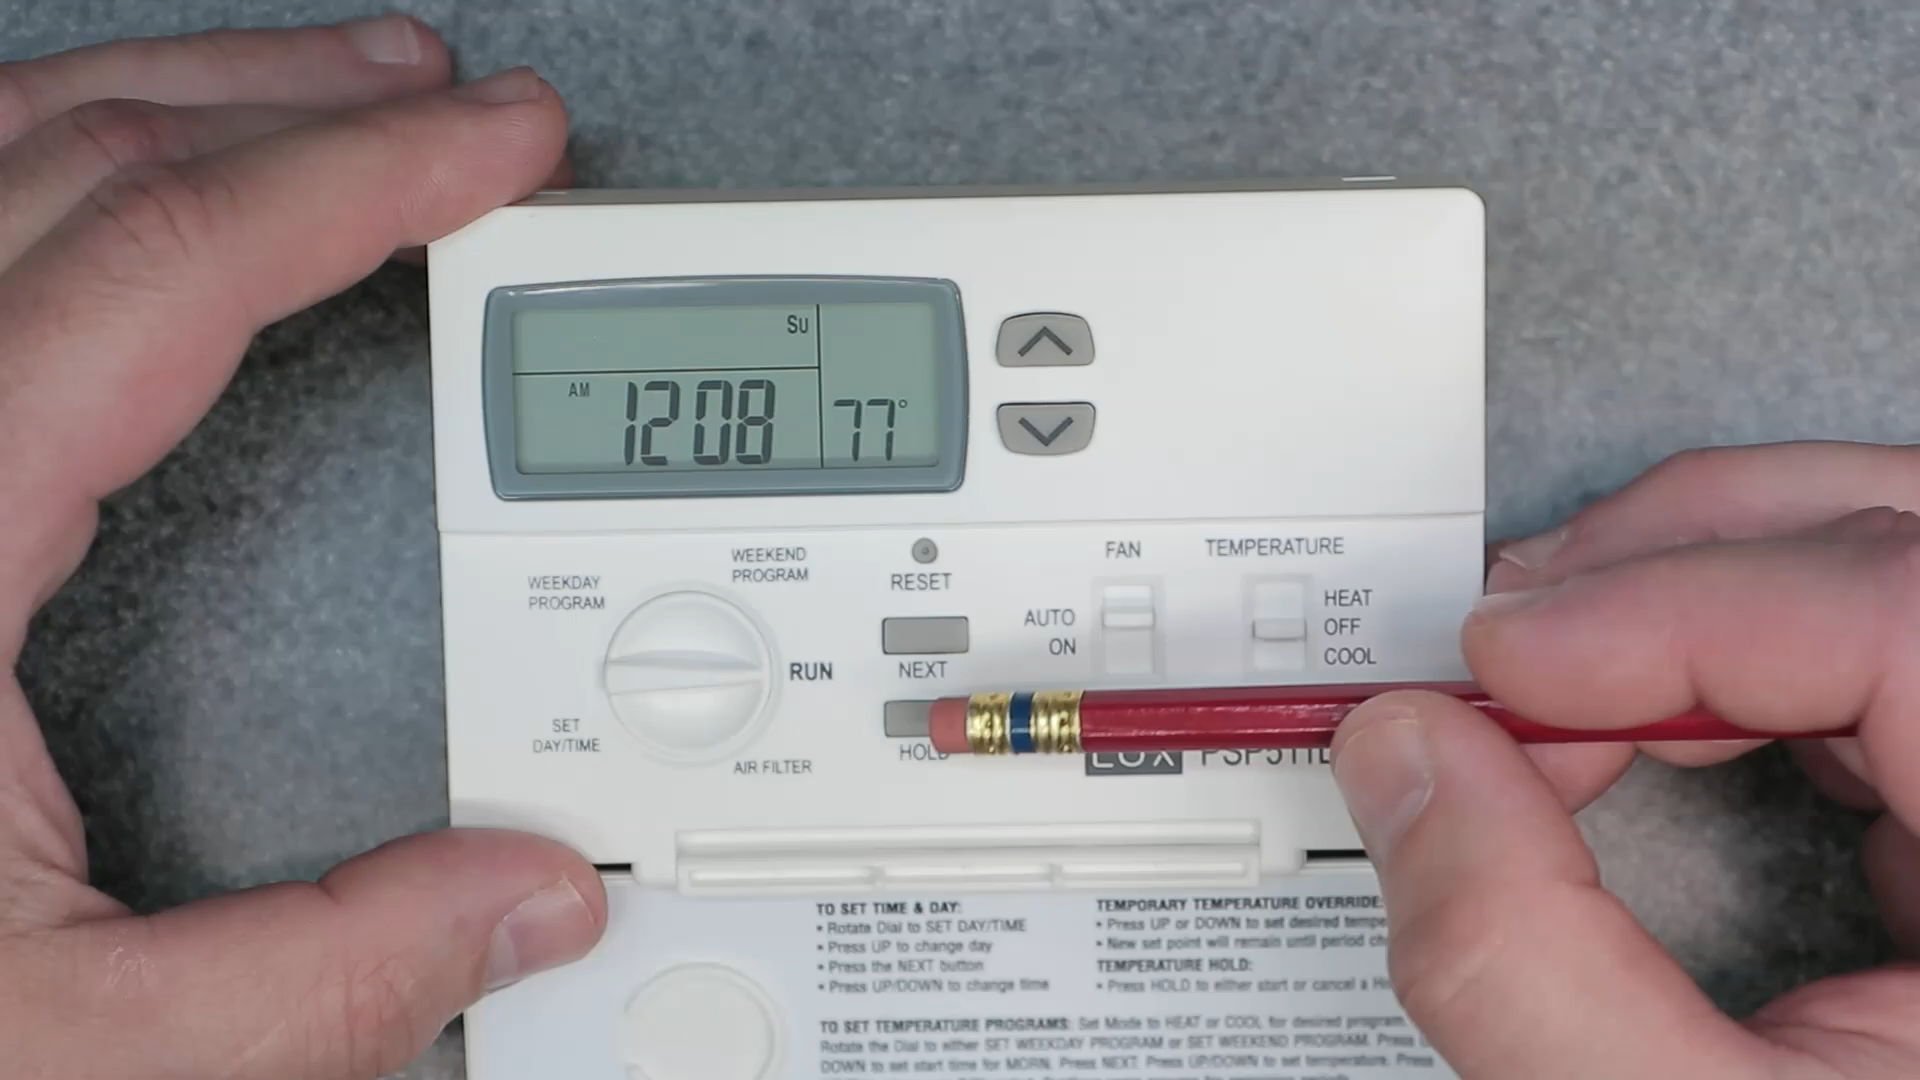 Su
AM 12 08 77°
WEEKEND
PROGRAM
WEEKDAY
PROGRAM
RUN
SET
DAY/TIME
AIR FILTER
RESET
NEXT
HOLD
FAN
AUTO
ON
TEMPERATURE
HEAT
OFF
COOL
LUX
TO SET TIME & DAY:
• Rotate Dial to SET DAY/TIME
• Press UP to change day
• Press the NEXT button
• Press UP/DOWN to change time
TEMPORARY TEMPERATURE OVERRIDE:
• Press UP or DOWN to set desired
• New set point will remain until period
TEMPERATURE HOLD:
• Press HOLD to either start or cancel a
TO SET TEMPERATURE PROGRAMS: Set Mode to HEAT or COOL for desired program.
Rotate the Dial to either SET WEEKDAY PROGRAM or SET WEEKEND PROGRAM. Press
DOWN to set start time for MORN. Press NEXT. Press UP/DOWN to set temperature. Press